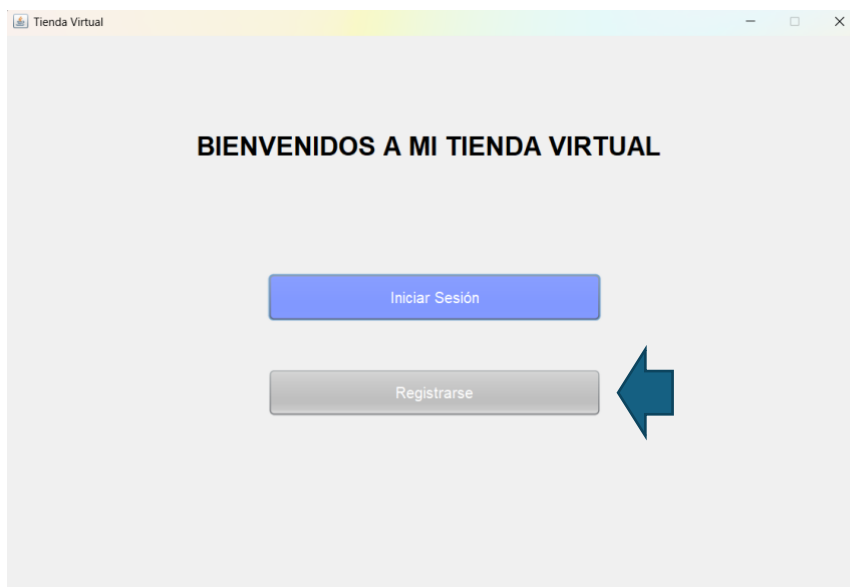 Tienda Virtual
BIENVENIDOS A MI TIENDA VIRTUAL
Iniciar Sesión
Registrarse